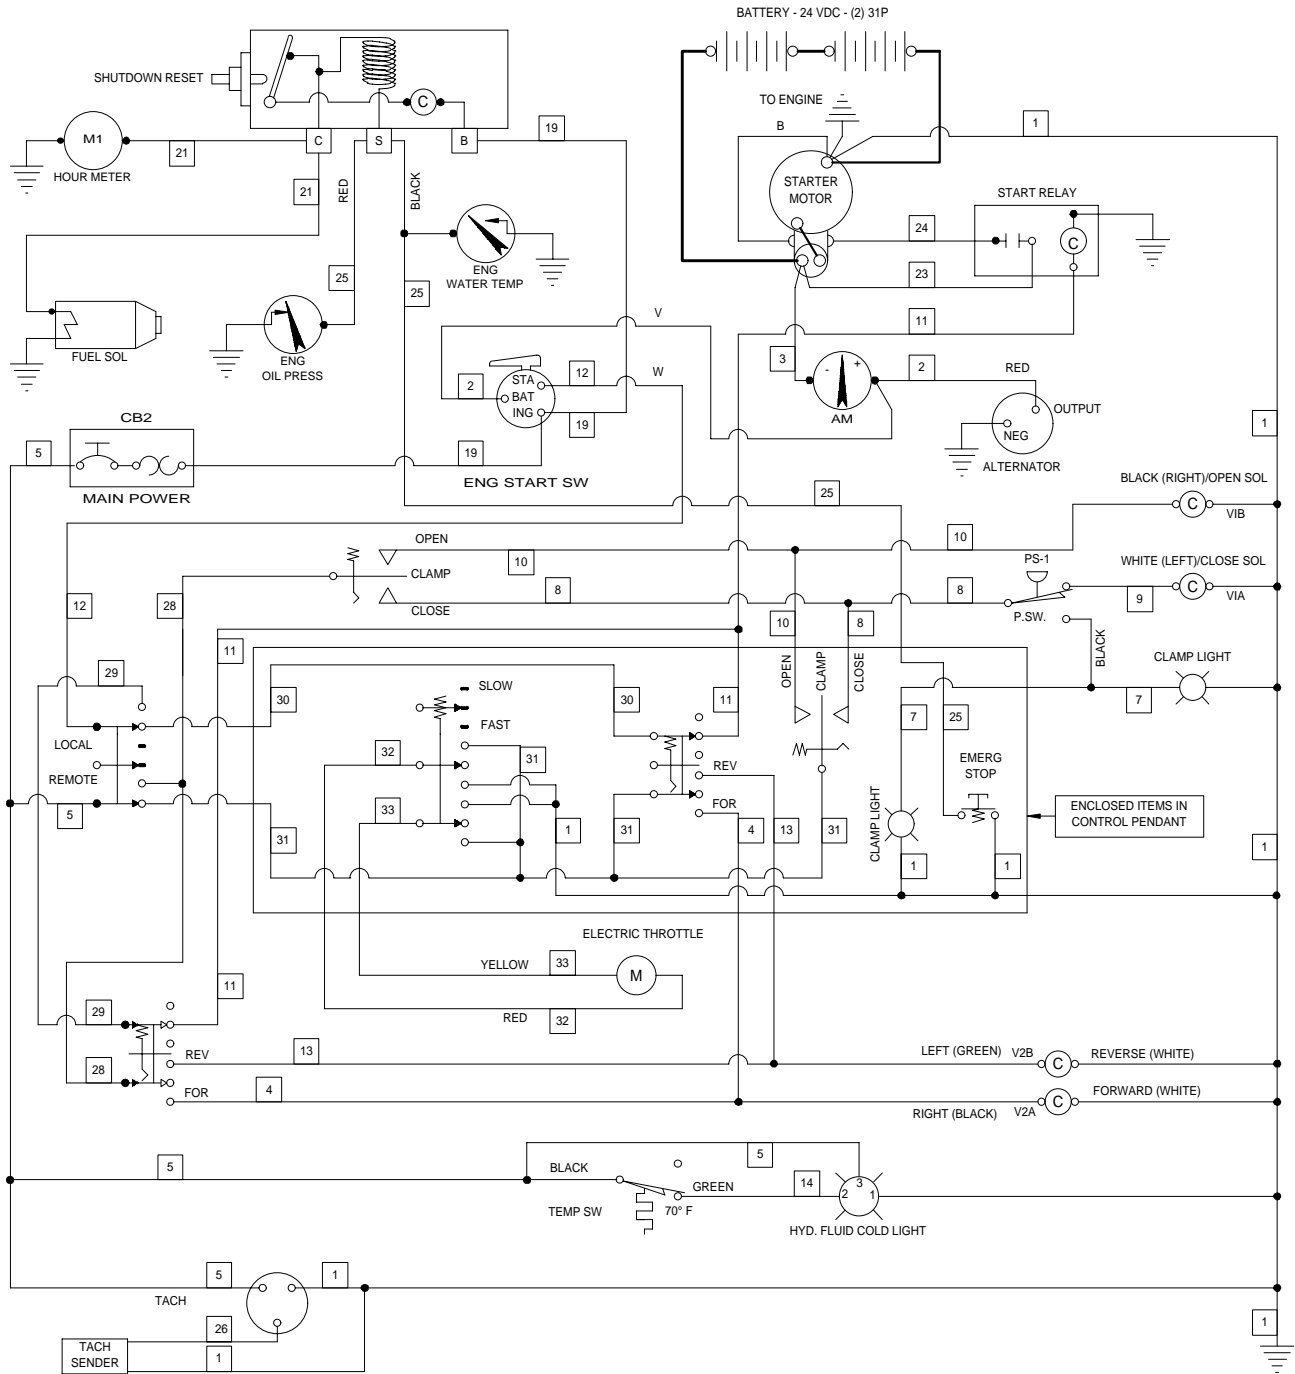 BATTERY - 24 VDC - (2) 31P
SHUTDOWN RESET
C
TO ENGINE
B
1
M1
21
HOUR METER
C
S
B
19
STARTER
MOTOR
START RELAY
21
RED
BLACK
24
C
ENG
WATER TEMP
23
25
25
V
11
FUEL SOL
ENG
OIL PRESS
3
- +
AM
2
RED
2
STA
BAT
ING
12
W
19
OUTPUT
NEG
ALTERNATOR
CB2
5
MAIN POWER
19
ENG START SW
1
25
BLACK (RIGHT)/OPEN SOL
C
VIB
OPEN
10
10
PS-1
WHITE (LEFT)/CLOSE SOL
CLAMP
8
8
P.SW.
9
C
VIA
CLOSE
12
28
10
8
11
BLACK
CLAMP LIGHT
29
OPEN
CLAMP
CLOSE
30
SLOW
30
11
7
25
7
FAST
LOCAL
REMOTE
32
31
REV
EMERG
STOP
5
33
FOR
CLAMP LIGHT
ENCLOSED ITEMS IN
CONTROL PENDANT
31
1
31
4
13
31
1
1
1
ELECTRIC THROTTLE
YELLOW
33
M
11
RED
32
29
REV
13
LEFT (GREEN)
V2B
C
REVERSE (WHITE)
28
FOR
4
RIGHT (BLACK)
V2A
C
FORWARD (WHITE)
5
BLACK
5
GREEN
14
2
3
1
TEMP SW
70° F
HYD. FLUID COLD LIGHT
5
1
TACH
26
1
TACH
SENDER
1